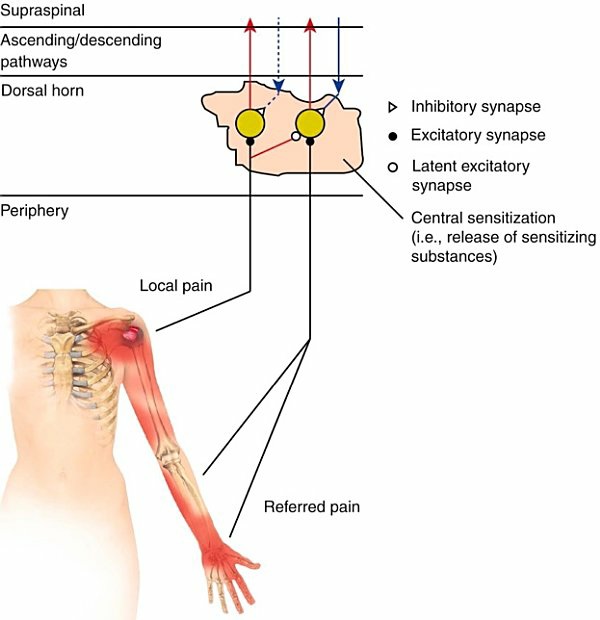 Supraspinal
Ascending/descending
pathways
Dorsal horn
Inhibitory synapse
Excitatory synapse
Latent excitatory
synapse
Periphery
Central sensitization
(i.e., release of sensitizing
substances)
Local pain
Referred pain